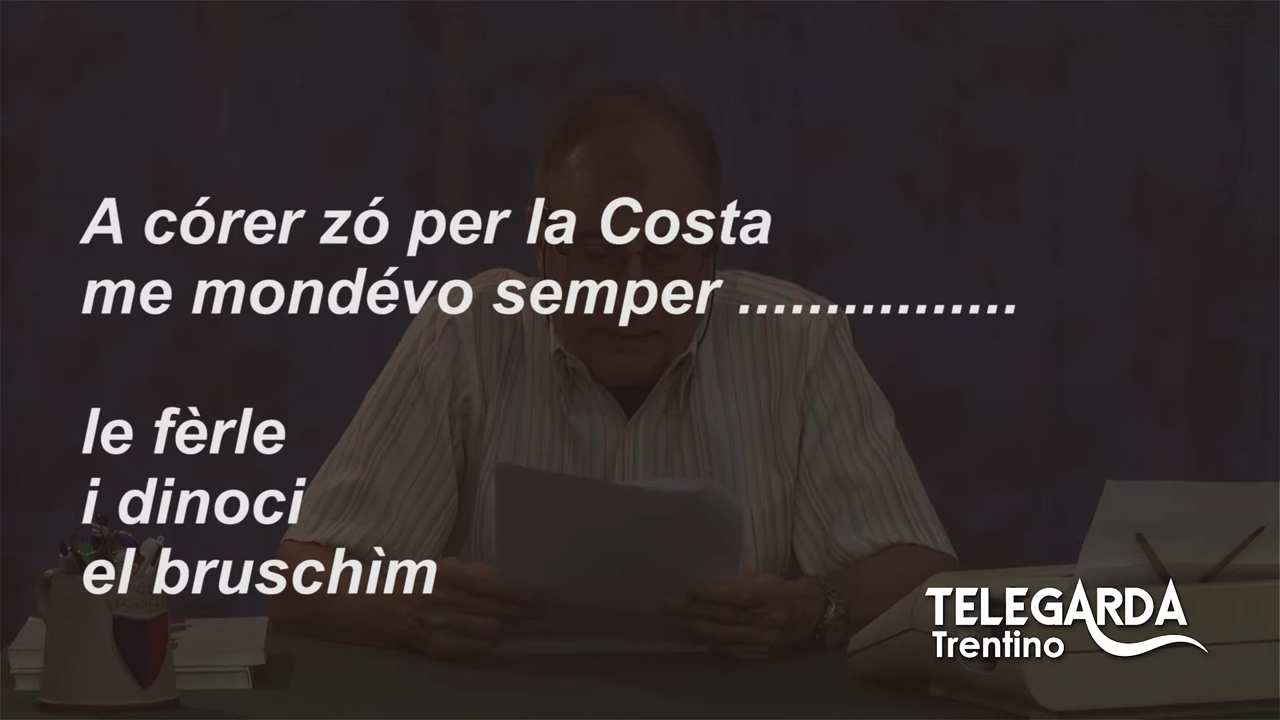 A córer zó per la Costa
me mondévo semper ................
le fèrle
i dinoci
el bruschìm
TELEGARDA
Trentino